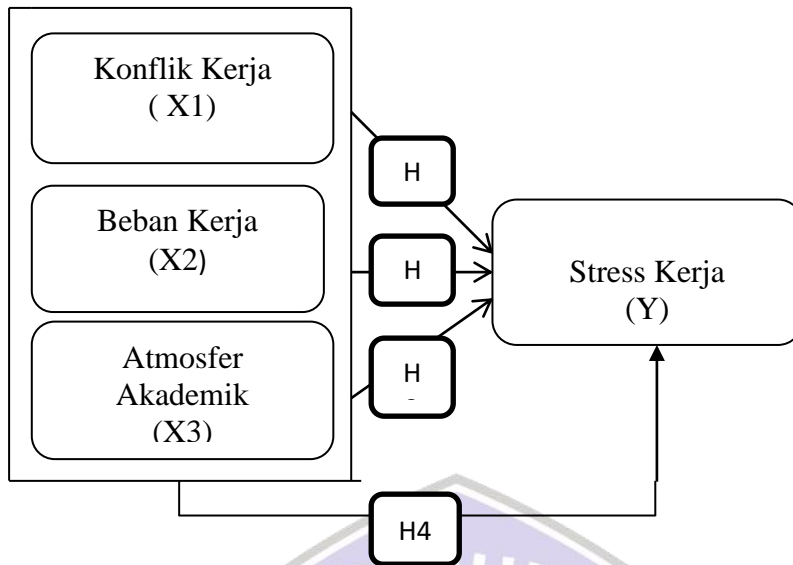 Konflik Kerja
( X1)
H
Beban Kerja
(X2)
H
Stress Kerja
(Y)
Atmosfer
Akademik
(X3)
H
H4